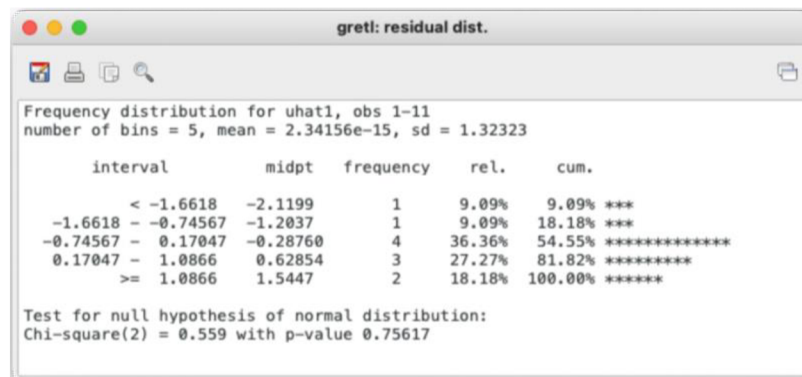 gretl: residual dist.
Frequency distribution for uhat1, obs 1-11
number of bins = 5, mean = 2.34156e-15, sd = 1.32323
interval midpt frequency rel. cum.
< -1.6618 -2.1199 1 9.09% 9.09% ***
-1.6618 - -0.74567 -1.2037 1 9.09% 18.18% ***
-0.74567 - 0.17047 -0.28760 4 36.36% 54.55% *************
0.17047 - 1.0866 0.62854 3 27.27% 81.82% *********
>= 1.0866 1.5447 2 18.18% 100.00% ******
Test for null hypothesis of normal distribution:
Chi-square(2) = 0.559 with p-value 0.75617